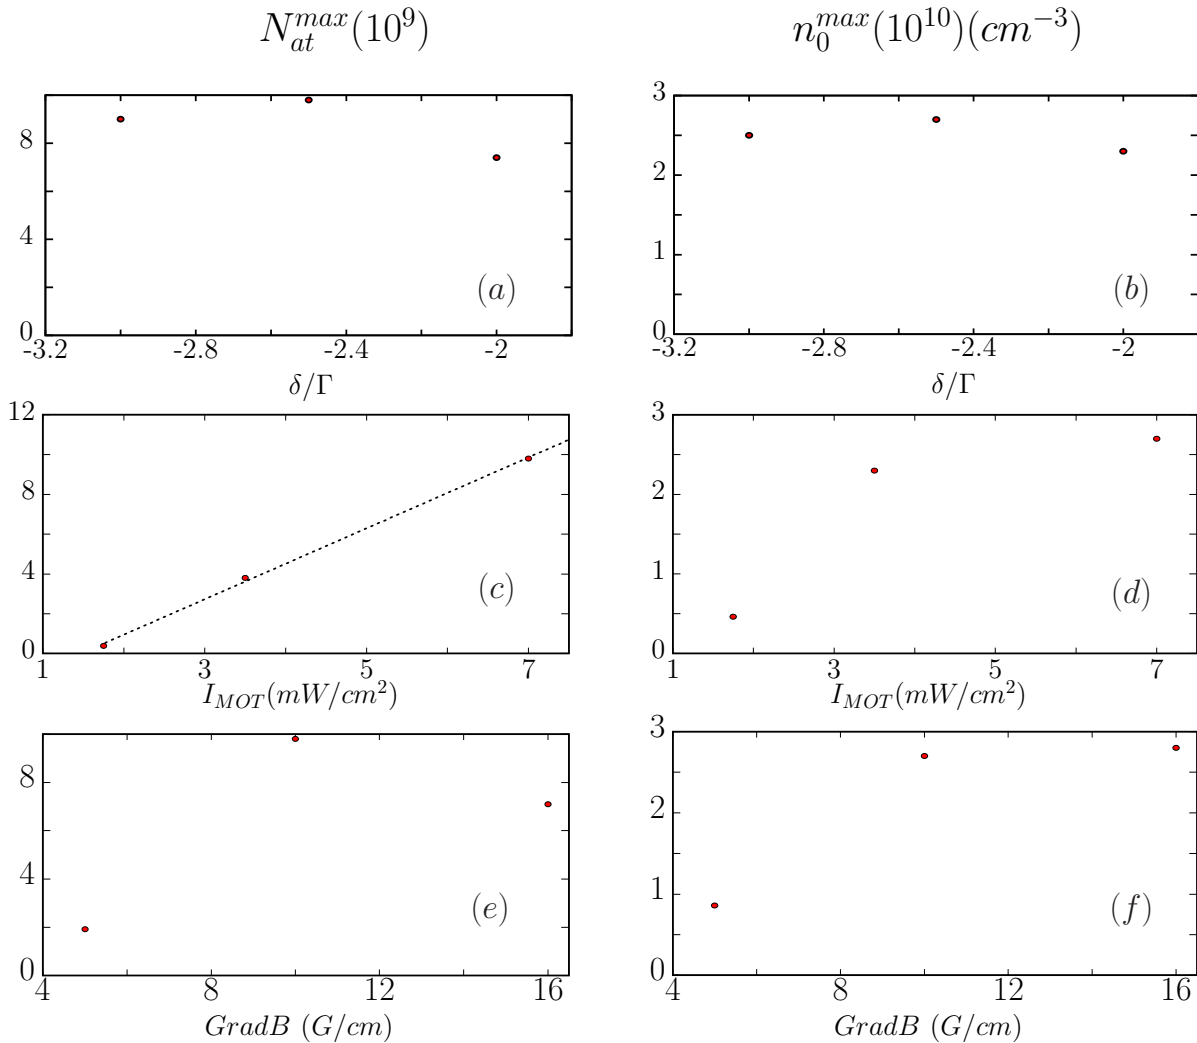 N_{at}^{max}(10^9) n_0^{max}(10^{10})(cm^{-3})
8 4 0
-3.2 -2.8 -2.4 -2
δ/Γ
(a)
3 2 1 0
-3.2 -2.8 -2.4 -2
δ/Γ
(b)
12 8 4 0
1 3 5 7
I_{MOT}(mW/cm^2)
(c)
3 2 1 0
1 3 5 7
I_{MOT}(mW/cm^2)
(d)
8 4 0
4 8 12 16
GradB (G/cm)
(e)
3 2 1 0
4 8 12 16
GradB (G/cm)
(f)